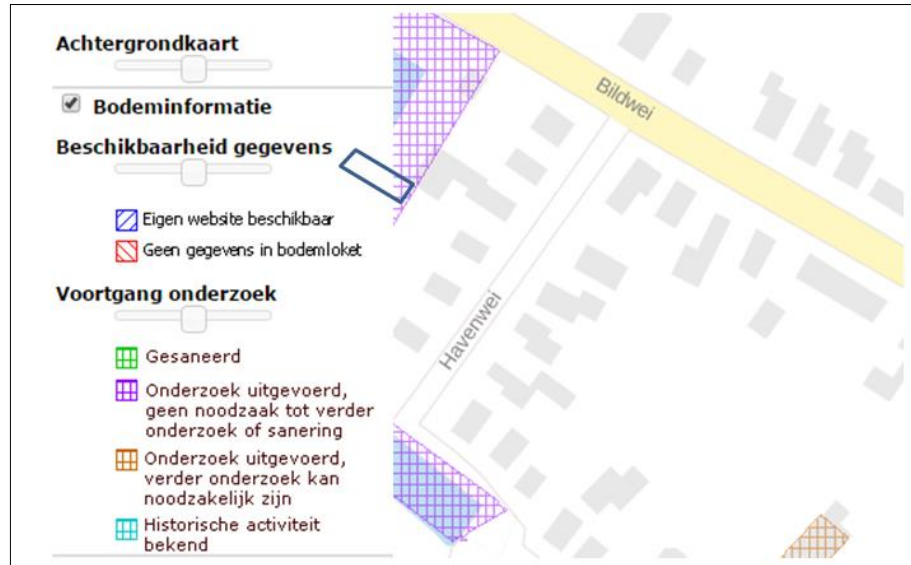 Achtergrondkaart
Bodeminformatie
Beschikbaarheid gegevens
Eigen website beschikbaar
Geen gegevens in bodemloket
Voortgang onderzoek
Gesaneerd
Onderzoek uitgevoerd,
geen noodzaak tot verder
onderzoek of sanering
Onderzoek uitgevoerd,
verder onderzoek kan
noodzakelijk zijn
Historische activiteit
bekend
Bildwei
Havenwei